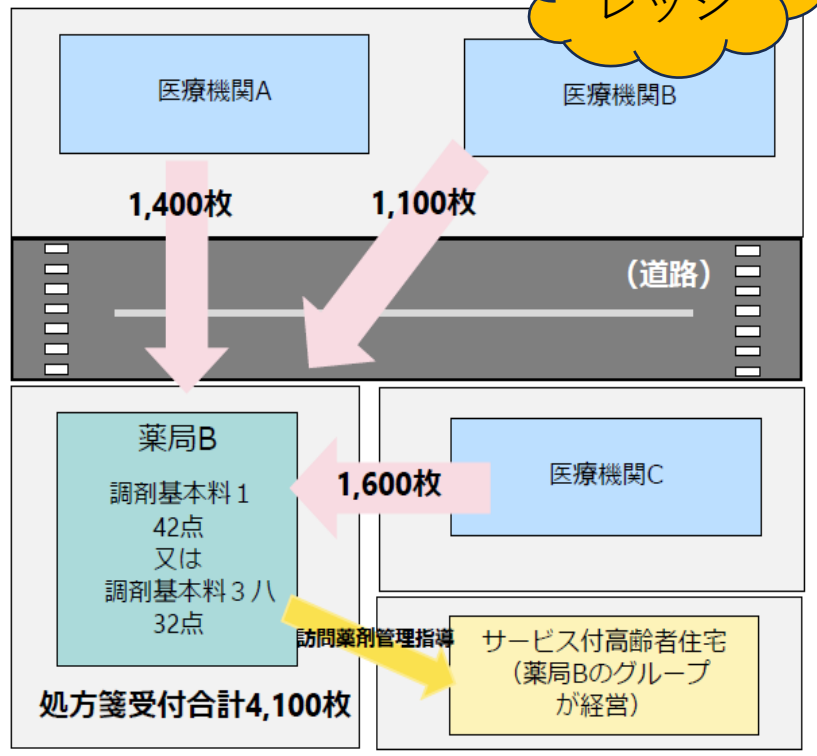 レッジ
医療機関A
医療機関B
1,400枚
1,100枚
(道路)
薬局B
調剤基本料1
42点
又は
調剤基本料3ハ
32点
1,600枚
医療機関C
訪問薬剤管理指導
サービス付高齢者住宅
(薬局Bのグループ
が経営)
処方箋受付合計4,100枚